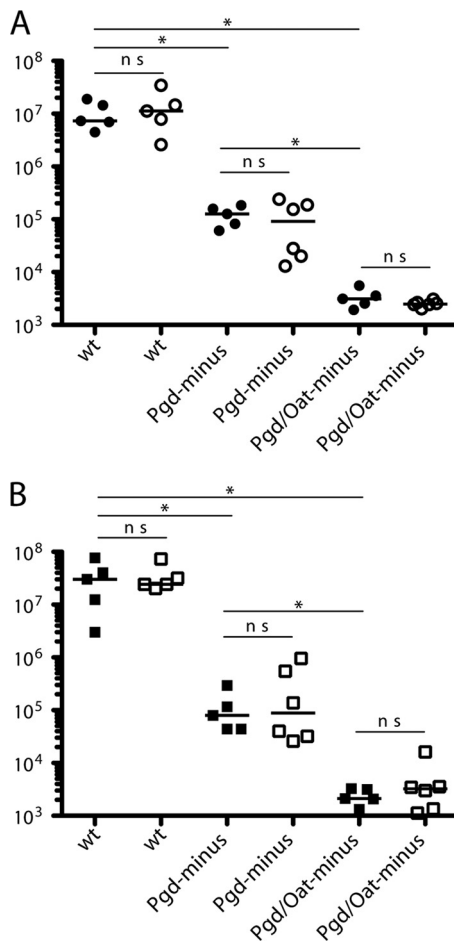 A
*
*
n s
*
n s
n s
10⁸
10⁷
10⁶
10⁵
10⁴
10³
wt
wt
Pgd-minus
Pgd-minus
Pgd/Oat-minus
Pgd/Oat-minus
B
*
*
n s
*
n s
n s
10⁸
10⁷
10⁶
10⁵
10⁴
10³
wt
wt
Pgd-minus
Pgd-minus
Pgd/Oat-minus
Pgd/Oat-minus